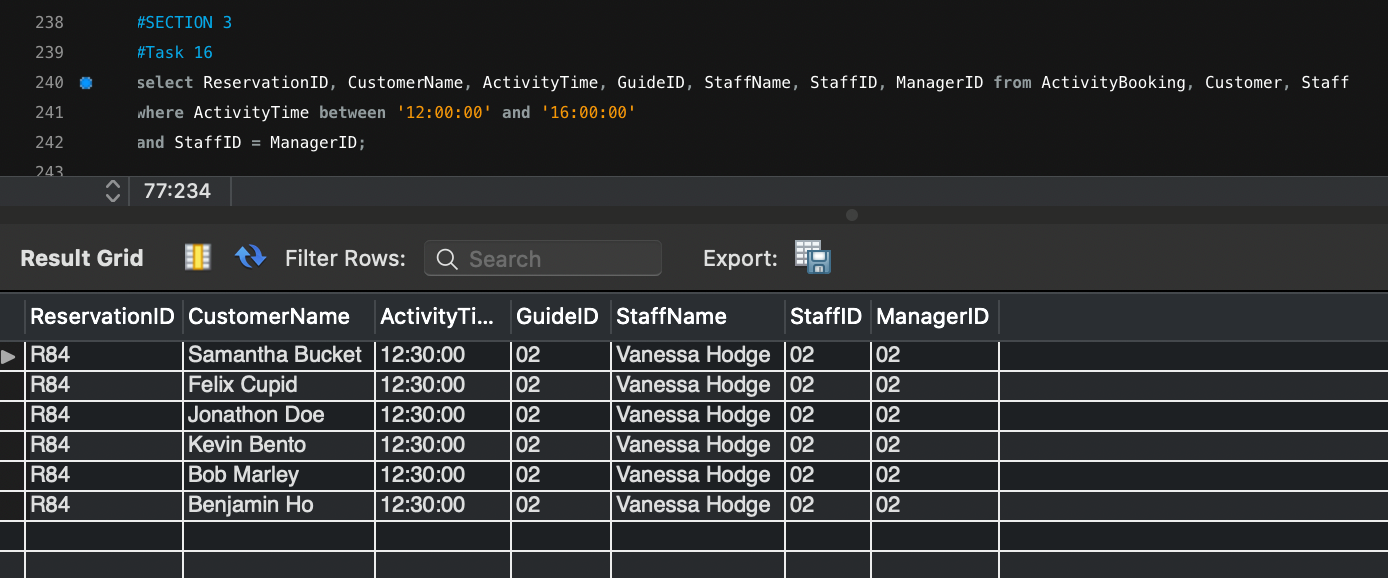 238 #SECTION 3
239 #Task 16
240 select ReservationID, CustomerName, ActivityTime, GuideID, StaffName, StaffID, ManagerID from ActivityBooking, Customer, Staff
241 where ActivityTime between '12:00:00' and '16:00:00'
242 and StaffID = ManagerID;
243
77:234
Result Grid Filter Rows: Search Export:
ReservationID CustomerName ActivityTi... GuideID StaffName StaffID ManagerID
R84 Samantha Bucket 12:30:00 02 Vanessa Hodge 02 02
R84 Felix Cupid 12:30:00 02 Vanessa Hodge 02 02
R84 Jonathon Doe 12:30:00 02 Vanessa Hodge 02 02
R84 Kevin Bento 12:30:00 02 Vanessa Hodge 02 02
R84 Bob Marley 12:30:00 02 Vanessa Hodge 02 02
R84 Benjamin Ho 12:30:00 02 Vanessa Hodge 02 02